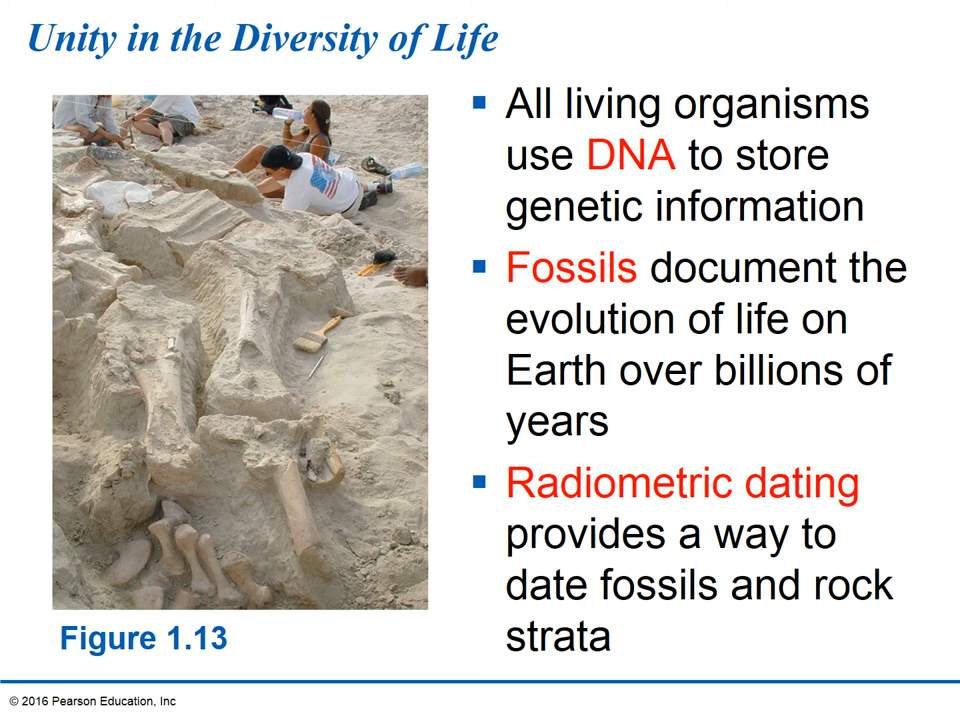 Unity in the Diversity of Life
▪ All living organisms
use DNA to store
genetic information
▪ Fossils document the
evolution of life on
Earth over billions of
years
▪ Radiometric dating
provides a way to
date fossils and rock
strata
Figure 1.13
© 2016 Pearson Education, Inc